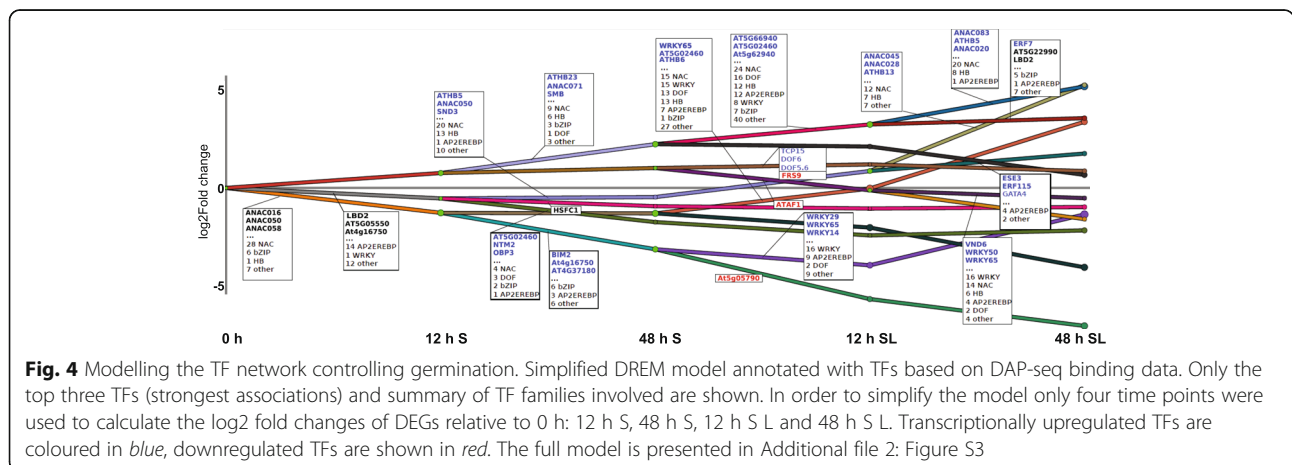 ANAC083
ATHB5
ANAC020
...
20 NAC
8 HB
1 AP2EREBP
ERF7
AT5G22990
LBD2
...
5 bZIP
1 AP2EREBP
7 other
AT5G66940
AT5G02460
At5g62940
...
24 NAC
16 DOF
12 HB
12 AP2EREBP
8 WRKY
7 bZIP
40 other
WRKY65
AT5G02460
ATHB6
...
15 NAC
15 WRKY
13 DOF
13 HB
7 AP2EREBP
1 bZIP
27 other
ANAC045
ANAC028
ATHB13
...
12 NAC
7 HB
7 other
ATHB23
ANAC071
SMB
...
9 NAC
6 HB
3 bZIP
1 DOF
3 other
ATHB5
ANAC050
SND3
...
20 NAC
13 HB
1 AP2EREBP
10 other
log2Fold change
5
0
-5
TCP15
DOF6
DOF5.6
FRS9
ATAF1
HSFC1
ESE3
ERF115
GATA4
...
4 AP2EREBP
2 other
ANAC016
ANAC050
ANAC058
...
28 NAC
6 bZIP
1 HB
7 other
LBD2
AT5G05550
At4g16750
...
14 AP2EREBP
1 WRKY
12 other
AT5G02460
NTM2
OBP3
...
4 NAC
3 DOF
2 bZIP
1 AP2EREBP
BIM2
At4g16750
AT4G37180
...
6 bZIP
3 AP2EREBP
6 other
WRKY29
WRKY65
WRKY14
...
16 WRKY
9 AP2EREBP
2 DOF
9 other
At5g05790
VND6
WRKY50
WRKY65
...
16 WRKY
14 NAC
6 HB
4 AP2EREBP
2 DOF
4 other
0 h 12 h S 48 h S 12 h SL 48 h SL
Fig. 4 Modelling the TF network controlling germination. Simplified DREM model annotated with TFs based on DAP-seq binding data. Only the
top three TFs (strongest associations) and summary of TF families involved are shown. In order to simplify the model only four time points were
used to calculate the log2 fold changes of DEGs relative to 0 h: 12 h S, 48 h S, 12 h S L and 48 h S L. Transcriptionally upregulated TFs are
coloured in blue, downregulated TFs are shown in red. The full model is presented in Additional file 2: Figure S3